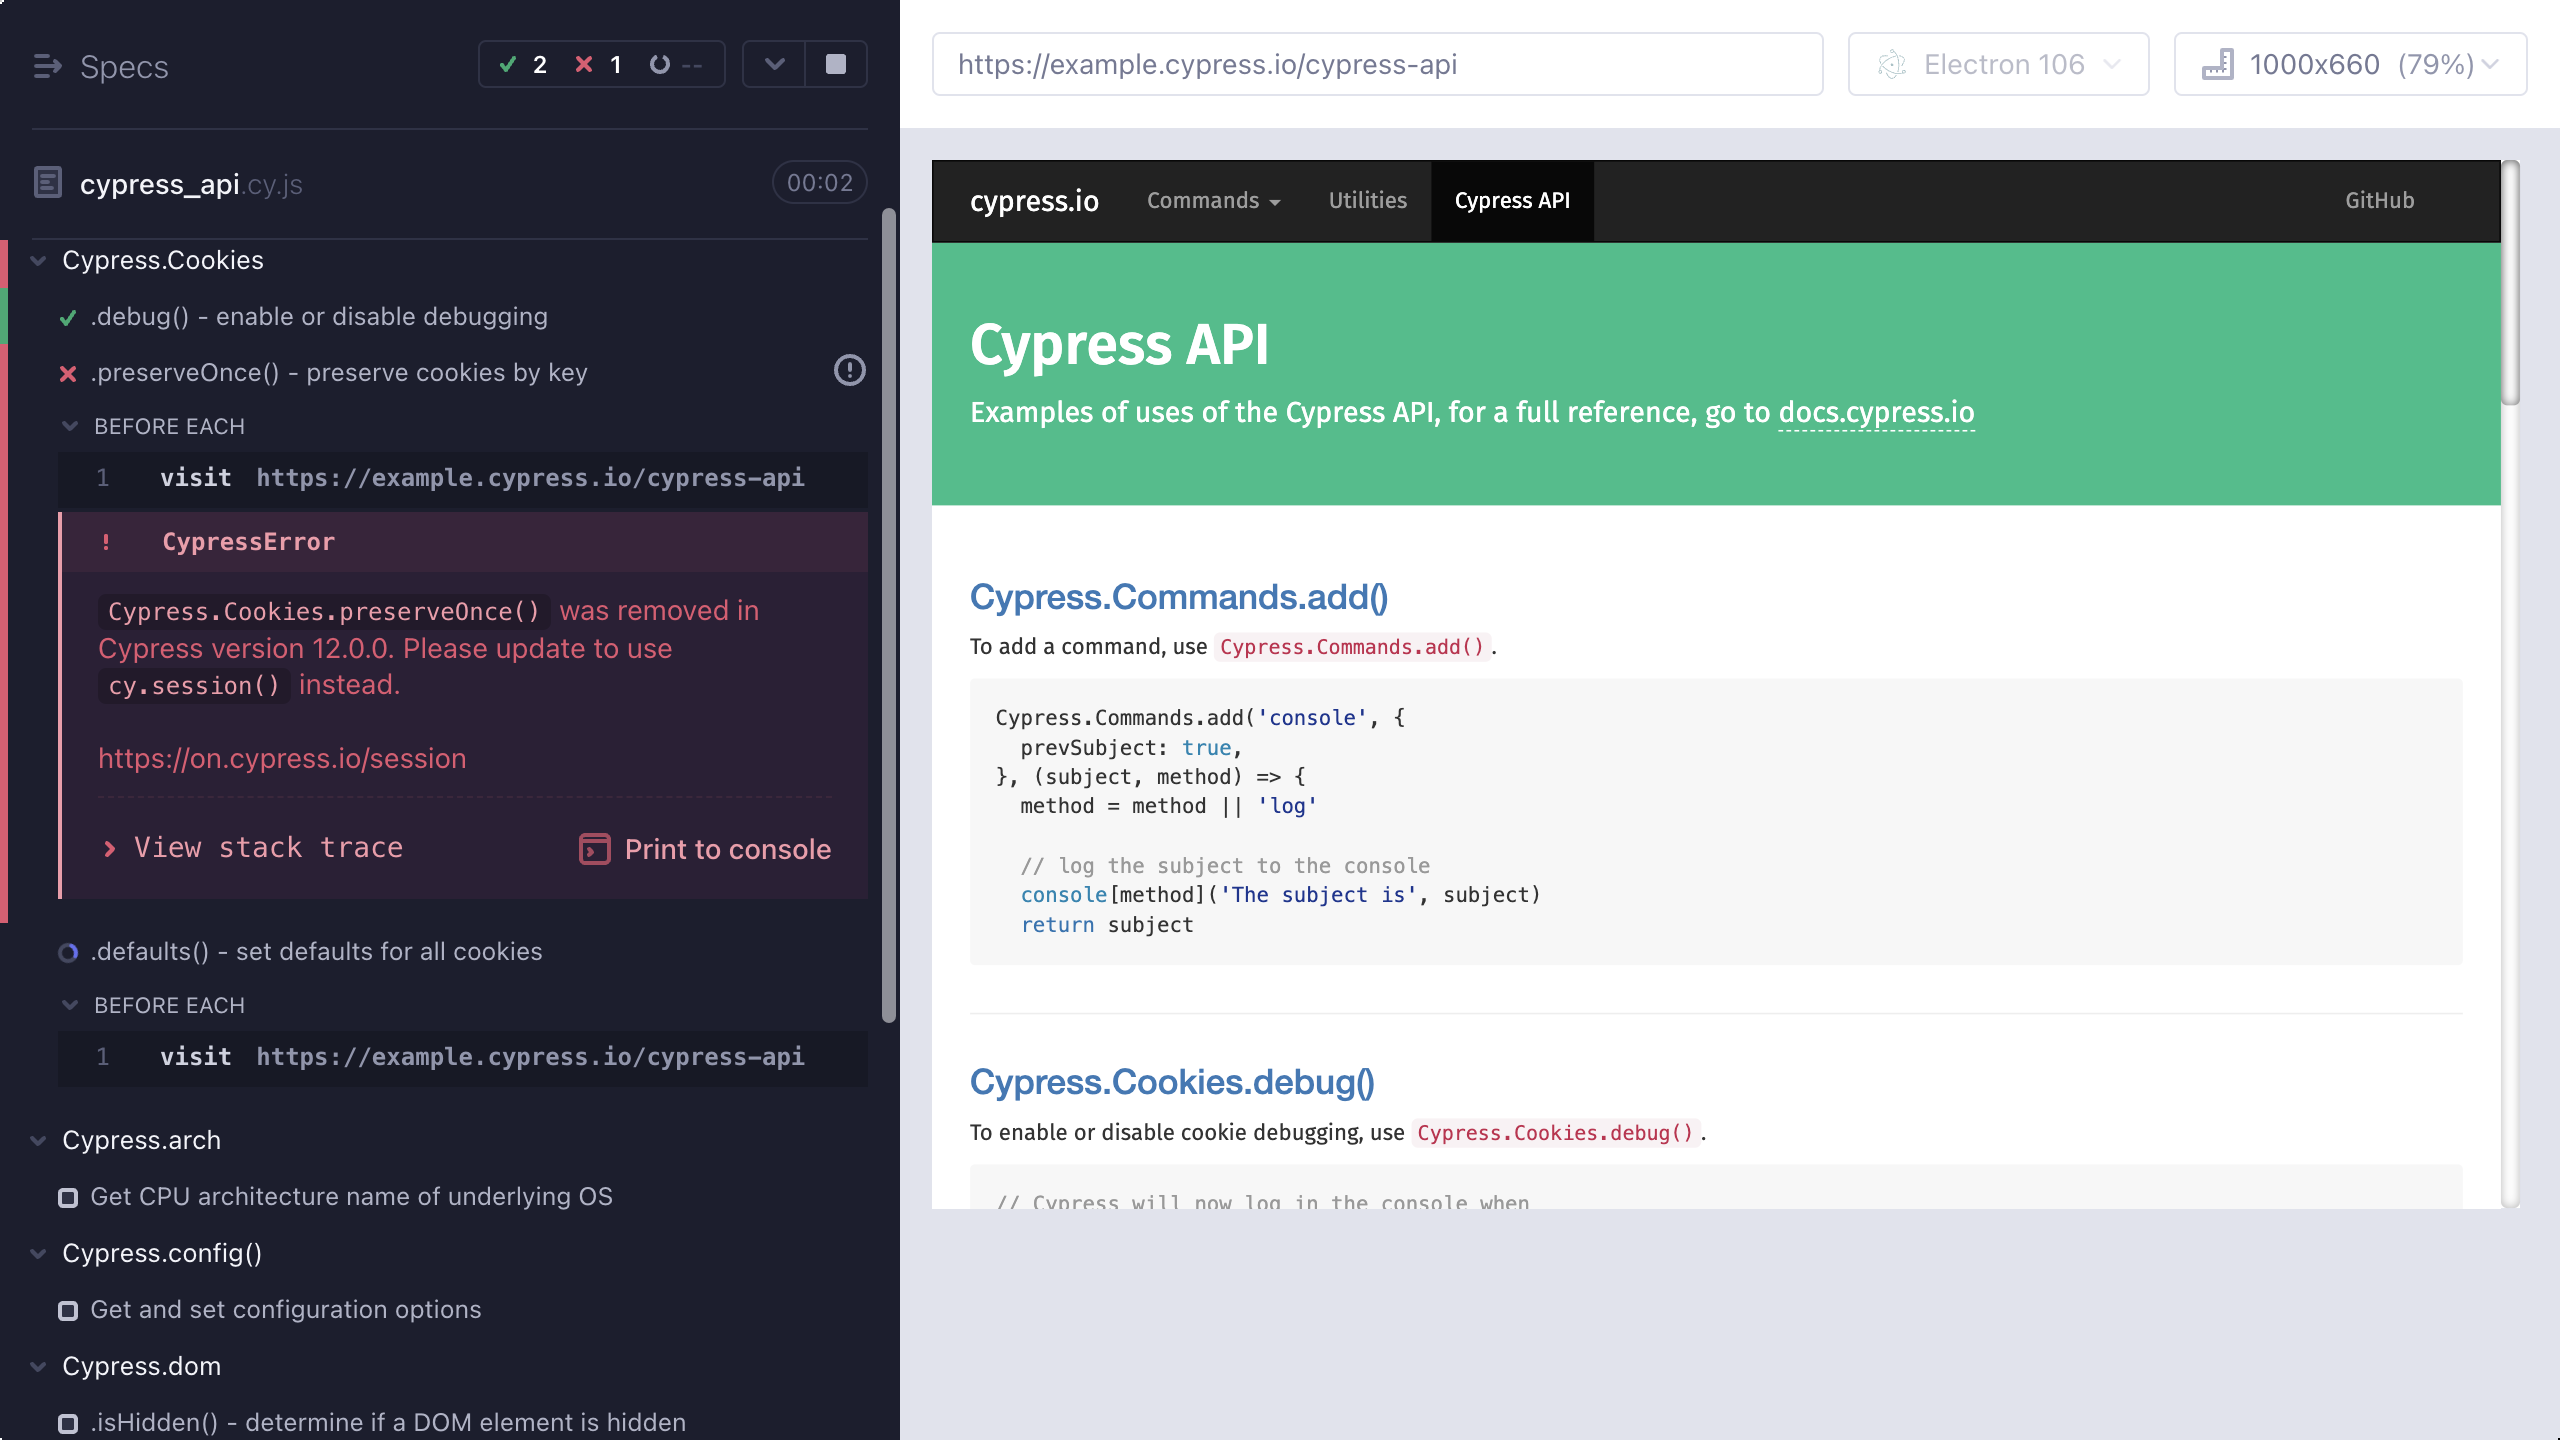 Specs
2 1 --
cypress_api.cy.js 00:02
Cypress.Cookies
.debug() - enable or disable debugging
.preserveOnce() - preserve cookies by key
BEFORE EACH
1 visit https://example.cypress.io/cypress-api
! CypressError
Cypress.Cookies.preserveOnce() was removed in
Cypress version 12.0.0. Please update to use
cy.session() instead.
https://on.cypress.io/session
View stack trace Print to console
.defaults() - set defaults for all cookies
BEFORE EACH
1 visit https://example.cypress.io/cypress-api
Cypress.arch
Get CPU architecture name of underlying OS
Cypress.config()
Get and set configuration options
Cypress.dom
.isHidden() - determine if a DOM element is hidden
https://example.cypress.io/cypress-api Electron 106 1000x660 (79%)
cypress.io Commands Utilities Cypress API GitHub
Cypress API
Examples of uses of the Cypress API, for a full reference, go to docs.cypress.io
Cypress.Commands.add()
To add a command, use Cypress.Commands.add().
Cypress.Commands.add('console', {
  prevSubject: true,
}, (subject, method) => {
  method = method || 'log'
  // log the subject to the console
  console[method]('The subject is', subject)
  return subject
Cypress.Cookies.debug()
To enable or disable cookie debugging, use Cypress.Cookies.debug().
// Cypress will now log in the console when